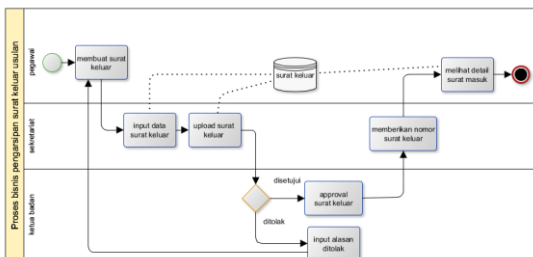 Proses bisnis pengarsipan surat keluar usulan
pegawai
membuat surat
keluar
surat keluar
melihat detail
surat masuk
sekretariat
input data
surat keluar
upload surat
keluar
memberikan nomor
surat keluar
ketua badan
disetujui
approval
surat keluar
ditolak
input alasan
ditolak